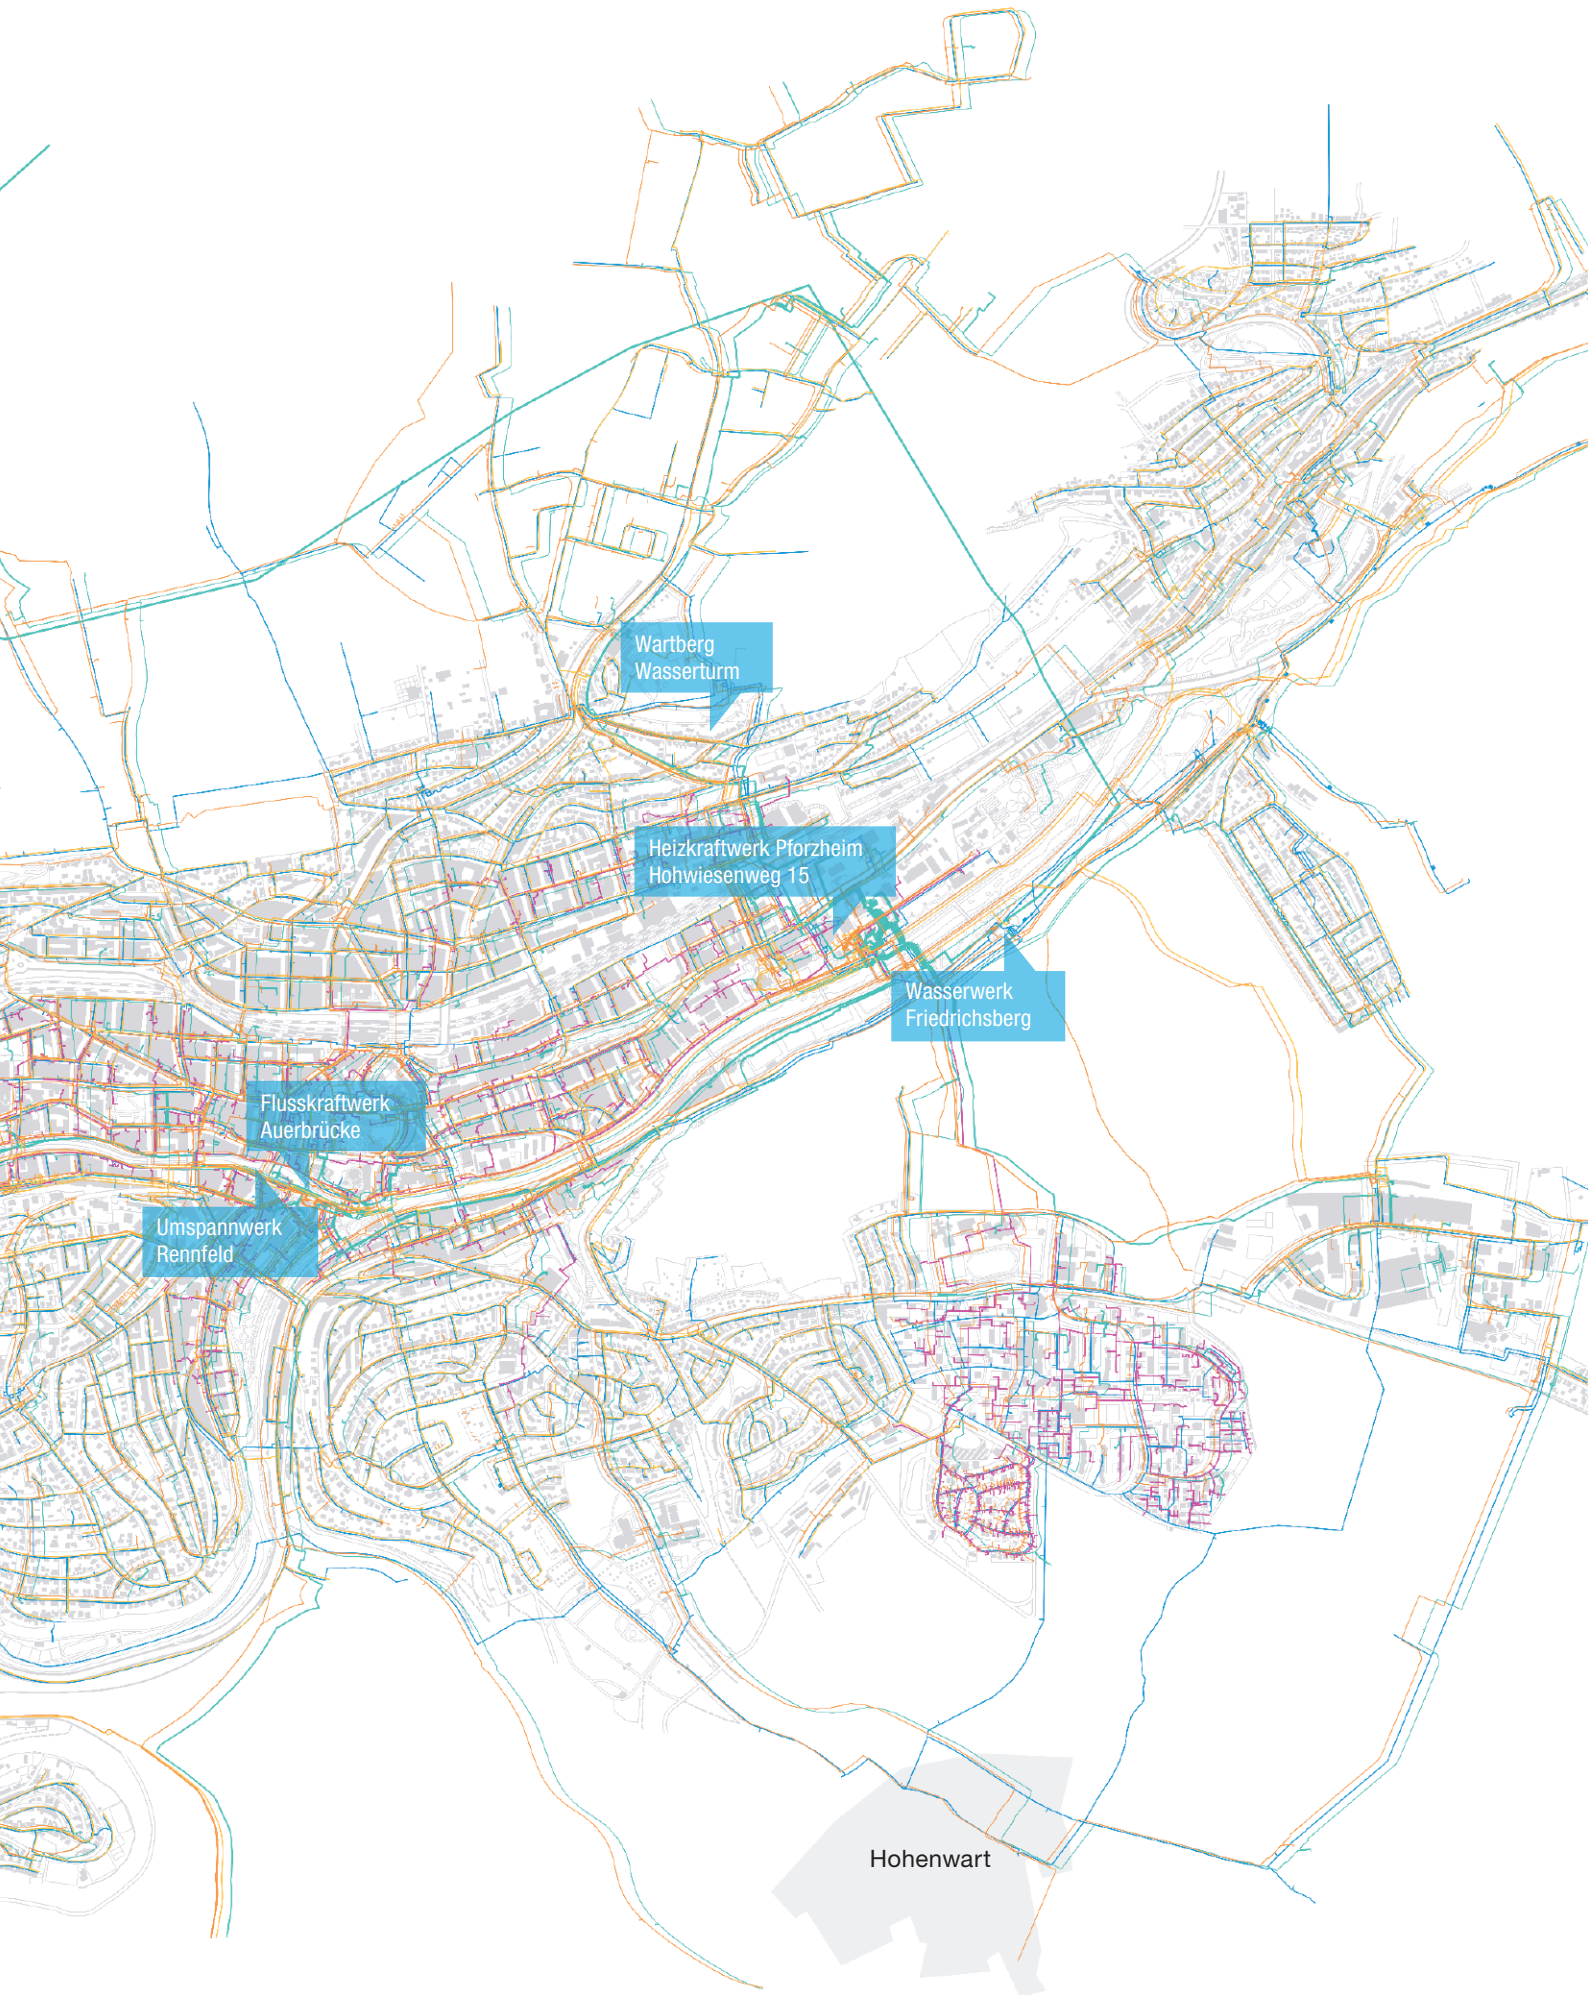 Wartberg
Wasserturm
Heizkraftwerk Pforzheim
Hohwiesenweg 15
Wasserwerk
Friedrichsberg
Flusskraftwerk
Auerbrücke
Umspannwerk
Rennfeld
Hohenwart